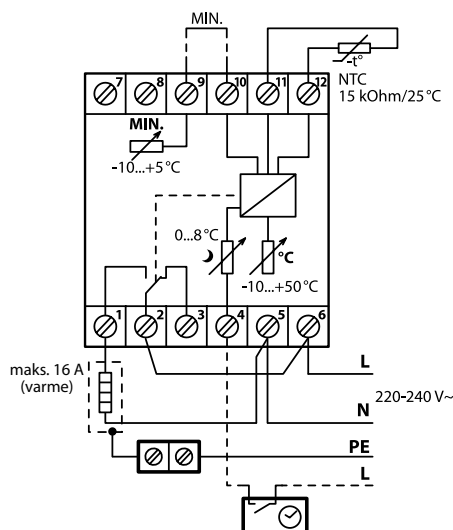 MIN.
-t°
NTC
15 kOhm/25°C
7 8 9 10 11 12
MIN.
-10...+5°C
0...8°C
°C
-10...+50°C
1 2 3 4 5 6
maks. 16 A
(varme)
L
220-240 V~
N
PE
L